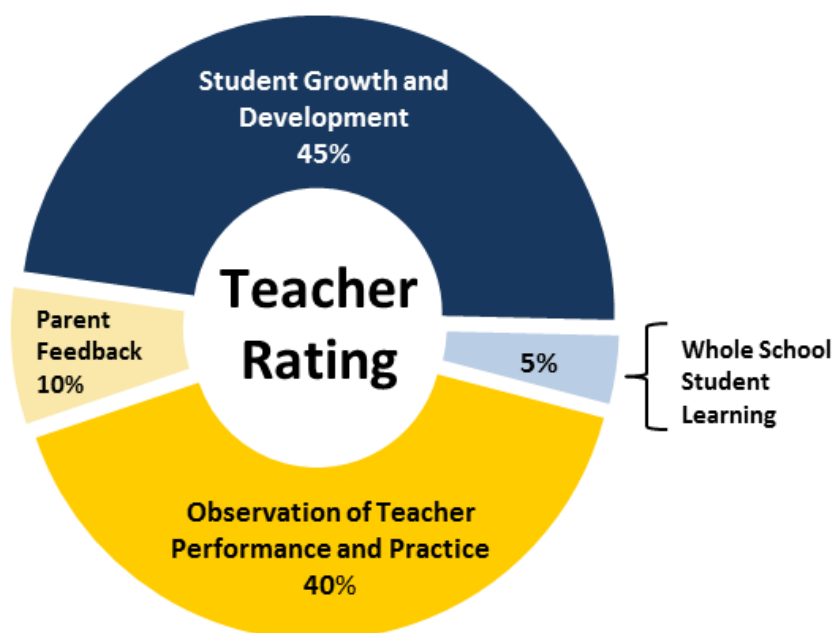 Student Growth and
Development
45%
Teacher
Rating
Parent
Feedback
10%
5%
Whole School
Student
Learning
Observation of Teacher
Performance and Practice
40%